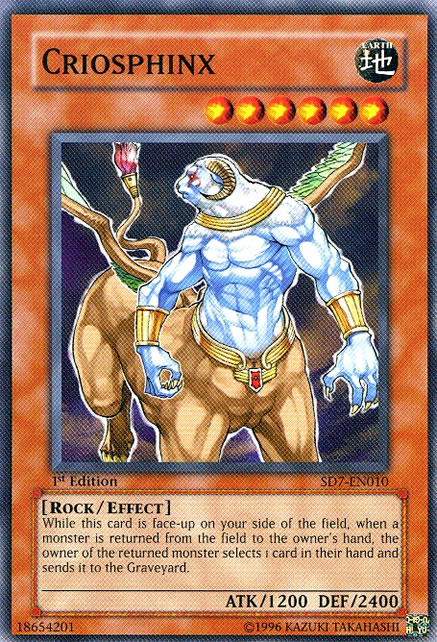 CRIOSPHINX
EARTH
地
1st Edition
SD7-EN010
[ROCK/EFFECT]
While this card is face-up on your side of the field, when a
monster is returned from the field to the owner's hand, the
owner of the returned monster selects 1 card in their hand and
sends it to the Graveyard.
ATK/1200 DEF/2400
18654201
©1996 KAZUKI TAKAHASHI